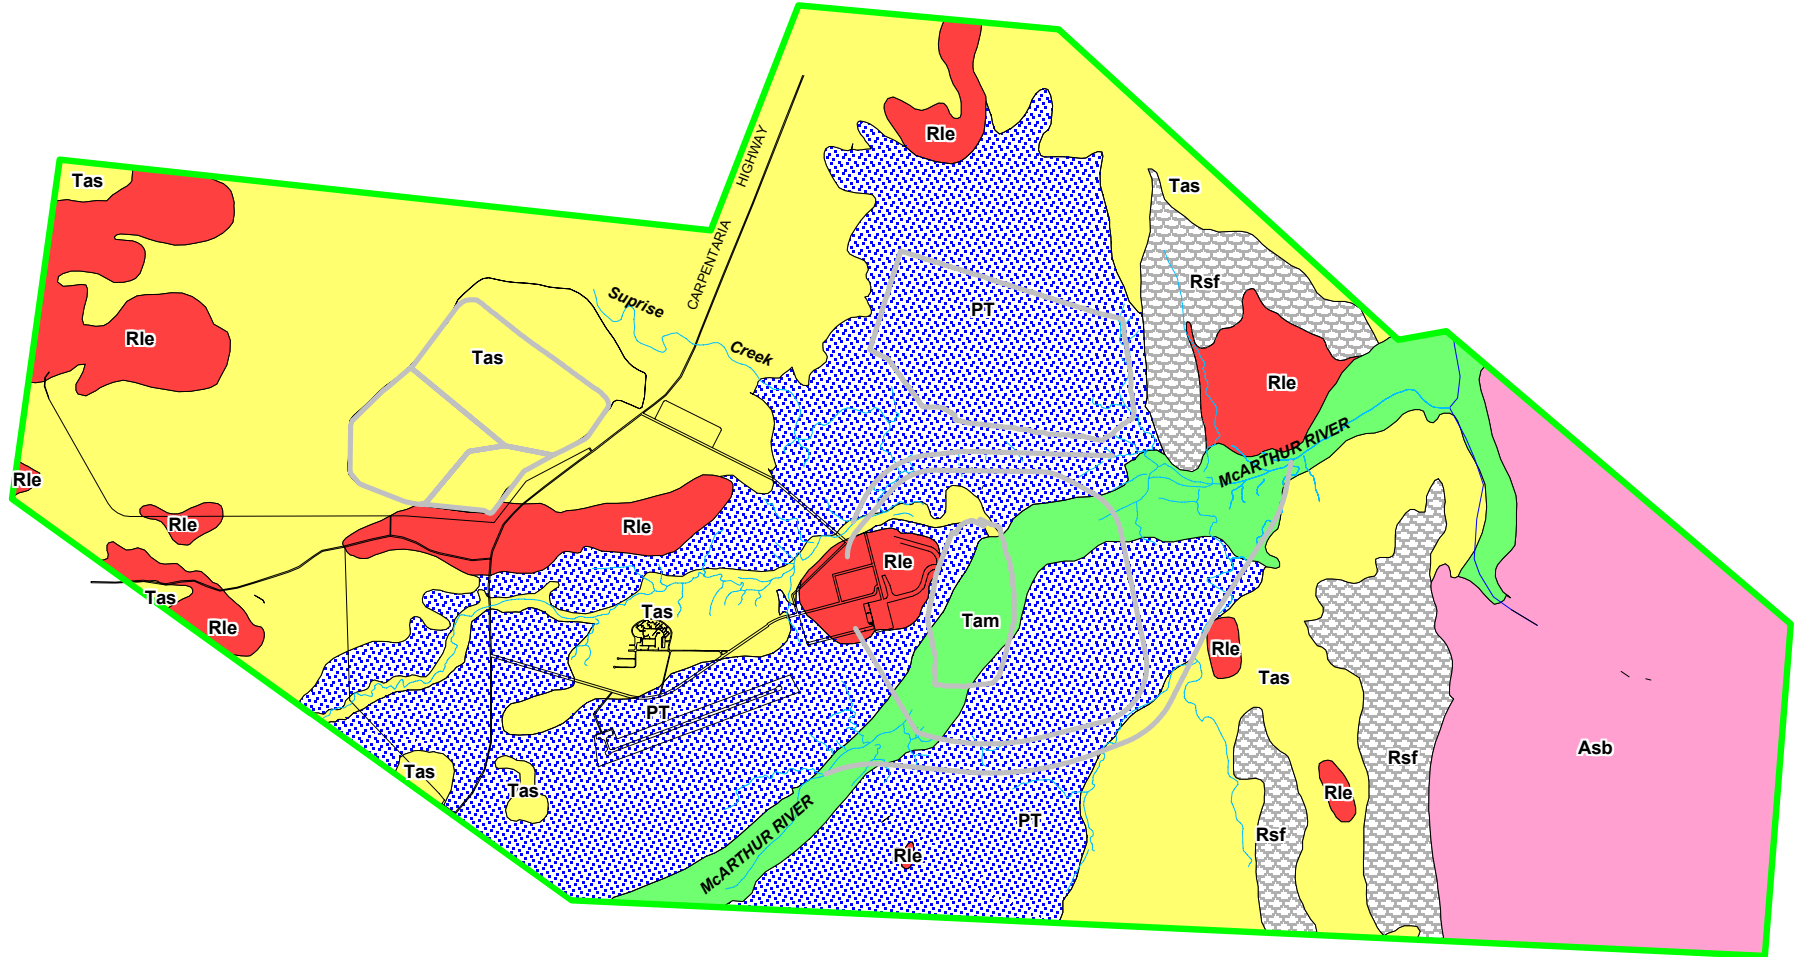 Rle
HIGHWAY
Tas
Tas
CARPENTARIA
Rsf
Suprise
PT
Rle
Creek
Tas
Rle
McARTHUR RIVER
Rle
Rle
Rle
Rle
Tas
Tas
Tam
Rle
Rle
Tas
PT
Asb
Rsf
Tas
Tas
Rle
PT
Rsf
McARTHUR RIVER
Rle